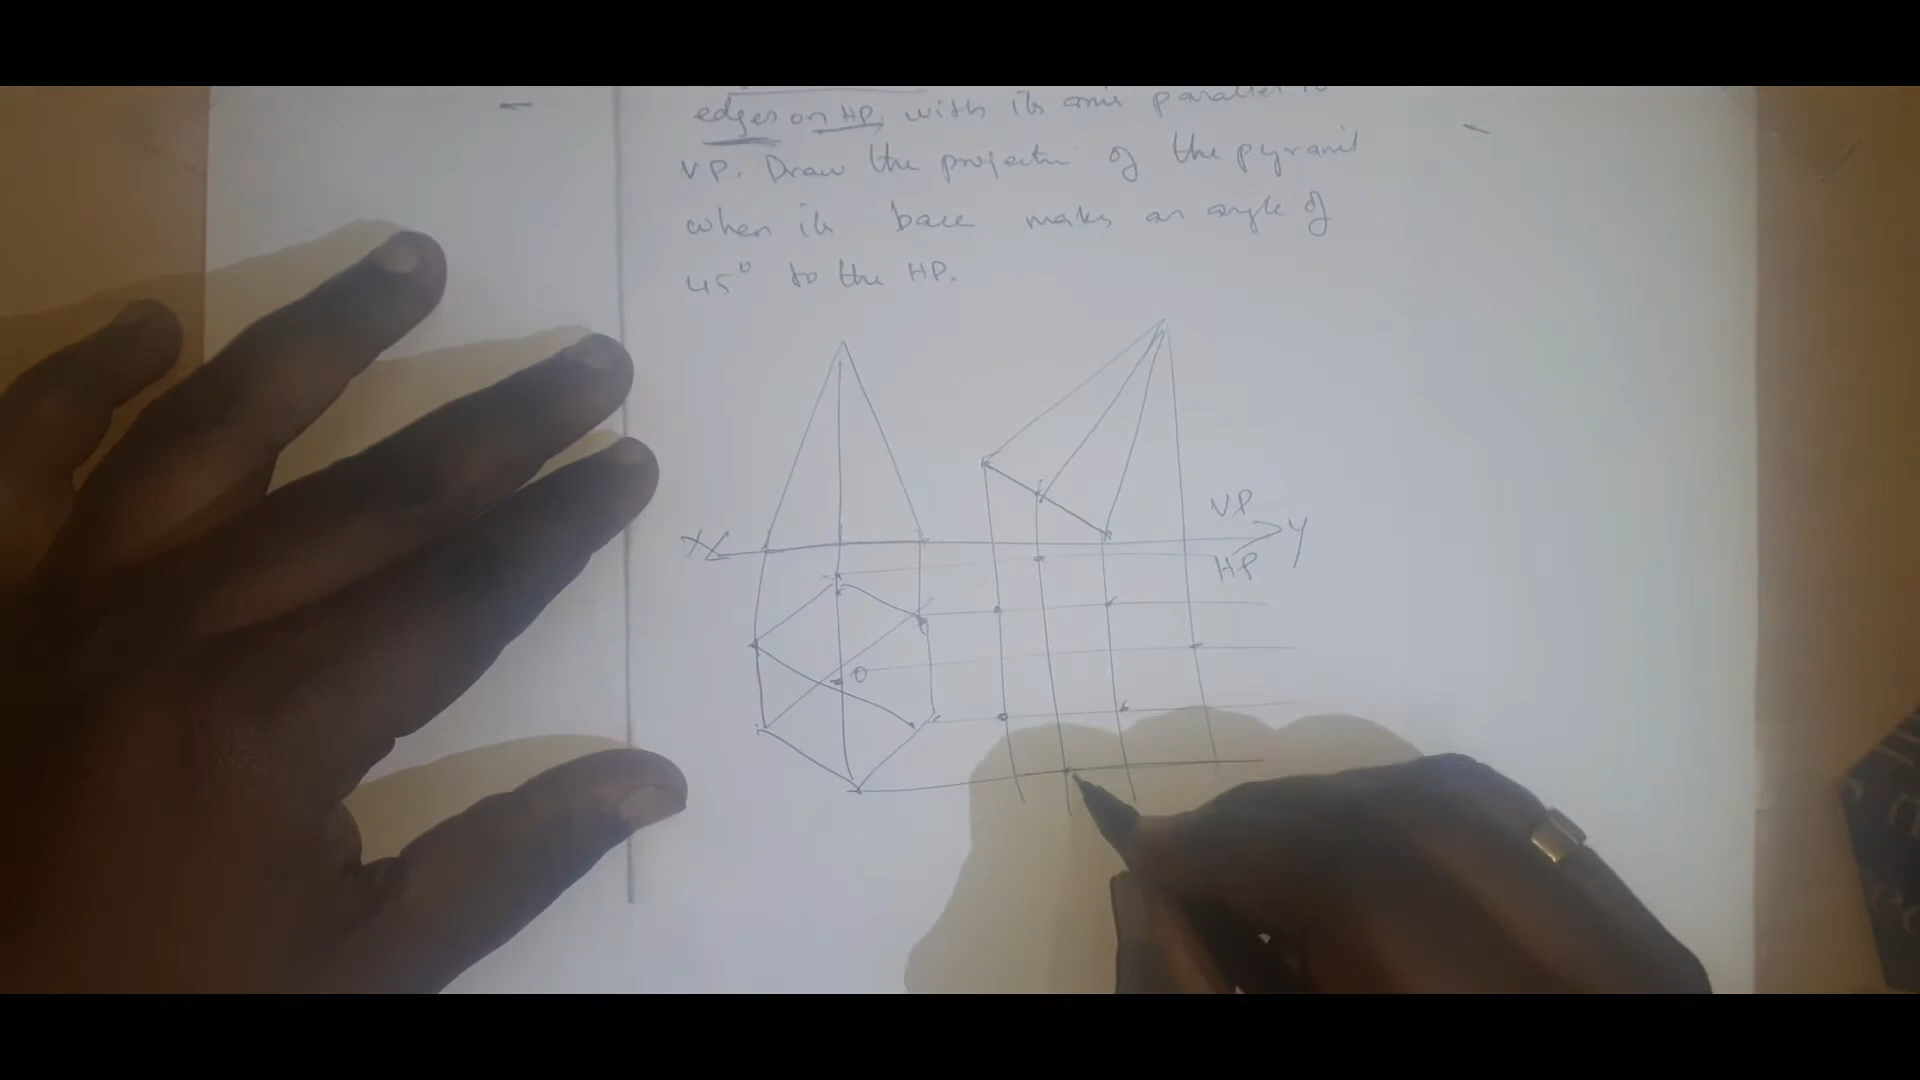 edges on HP, with its axis parallel to
VP. Draw the projectn of the pyramid
when its base makes an angle of
45° to the HP.
VP
X Y
HP
O